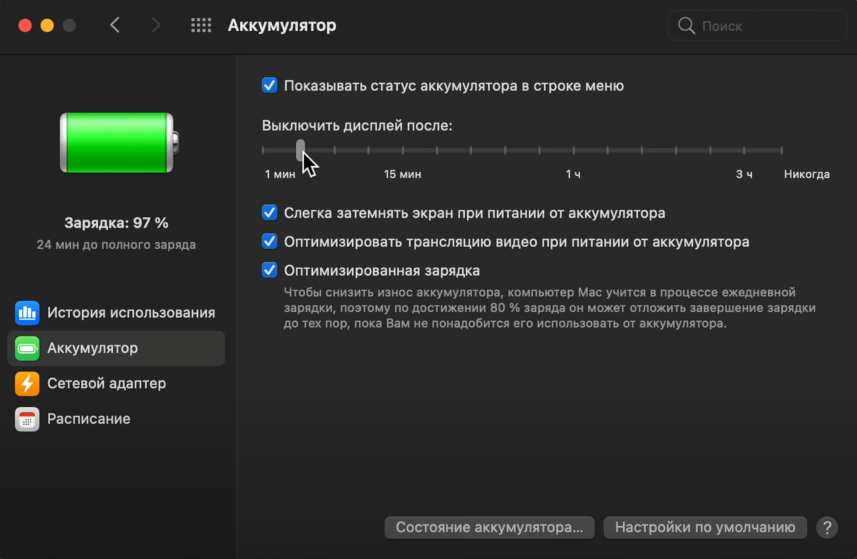 Аккумулятор
Поиск
Зарядка: 97 %
24 мин до полного заряда
История использования
Аккумулятор
Сетевой адаптер
Расписание
Показывать статус аккумулятора в строке меню
Выключить дисплей после:
1 мин 15 мин 1 ч 3 ч Никогда
Слегка затемнять экран при питании от аккумулятора
Оптимизировать трансляцию видео при питании от аккумулятора
Оптимизированная зарядка
Чтобы снизить износ аккумулятора, компьютер Mac учится в процессе ежедневной
зарядки, поэтому по достижении 80 % заряда он может отложить завершение зарядки
до тех пор, пока Вам не понадобится его использовать от аккумулятора.
Состояние аккумулятора... Настройки по умолчанию ?